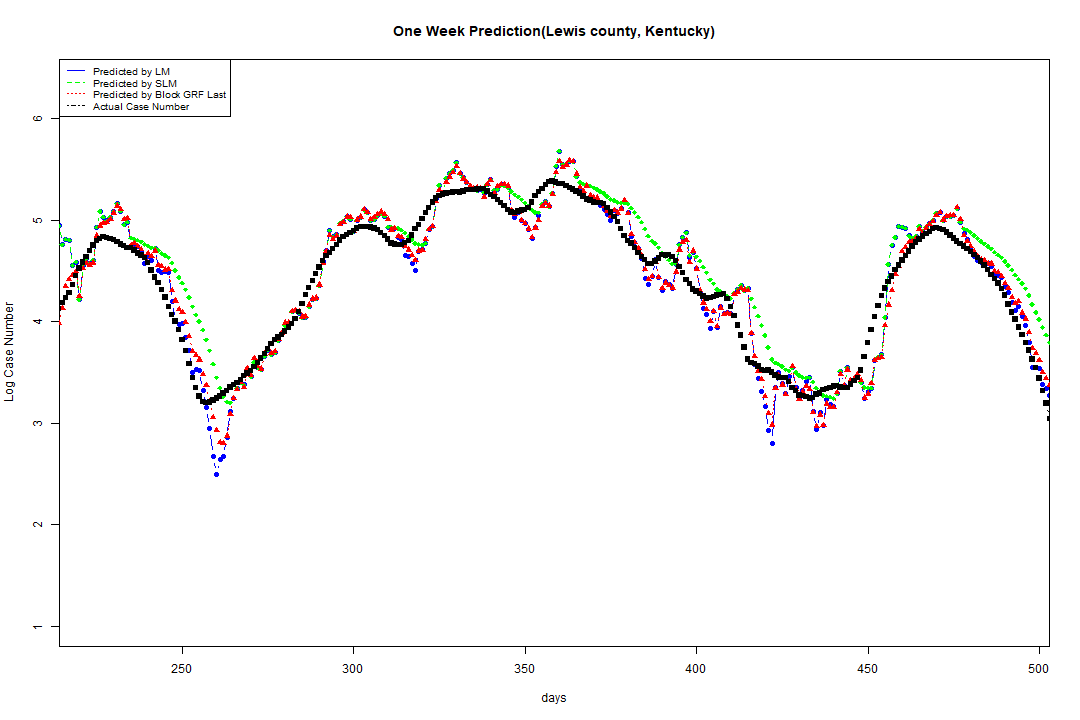 One Week Prediction(Lewis county, Kentucky)
Predicted by LM
Predicted by SLM
Predicted by Block GRF Last
Actual Case Number
Log Case Number
6
5
4
3
2
1
250 300 350 400 450 500
days